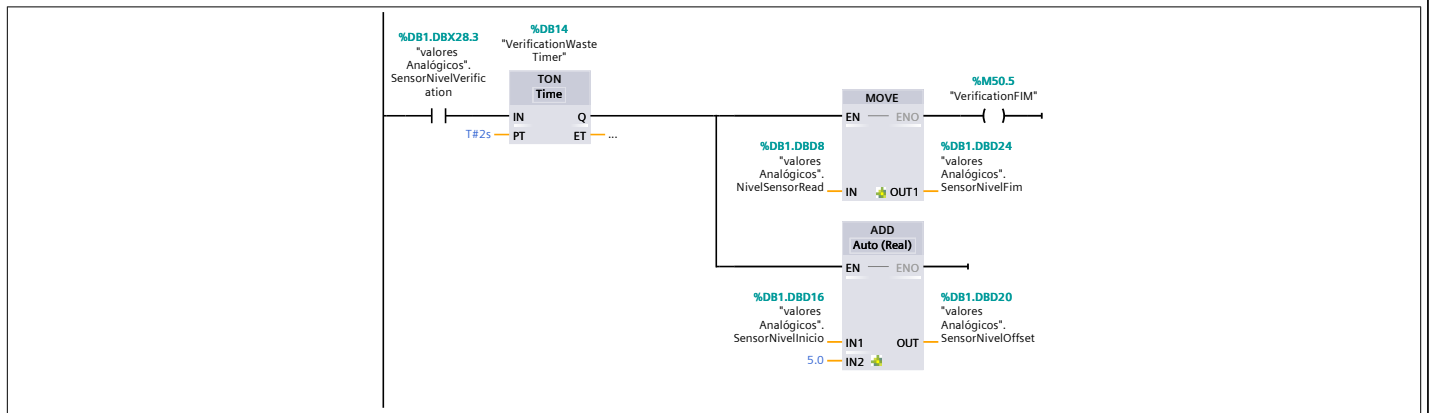 %DB1.DBX28.3
"valores
Analógicos".
SensorNivelVerific
ation
%DB14
"VerificationWaste
Timer"
TON
Time
IN
Q
T#2s
PT
ET
...
MOVE
EN
ENO
%M50.5
"VerificationFIM"
%DB1.DBD8
"valores
Analógicos".
NivelSensorRead
IN
OUT1
%DB1.DBD24
"valores
Analógicos".
SensorNivelFim
ADD
Auto (Real)
EN
ENO
%DB1.DBD16
"valores
Analógicos".
SensorNivelInicio
IN1
OUT
%DB1.DBD20
"valores
Analógicos".
SensorNivelOffset
5.0
IN2